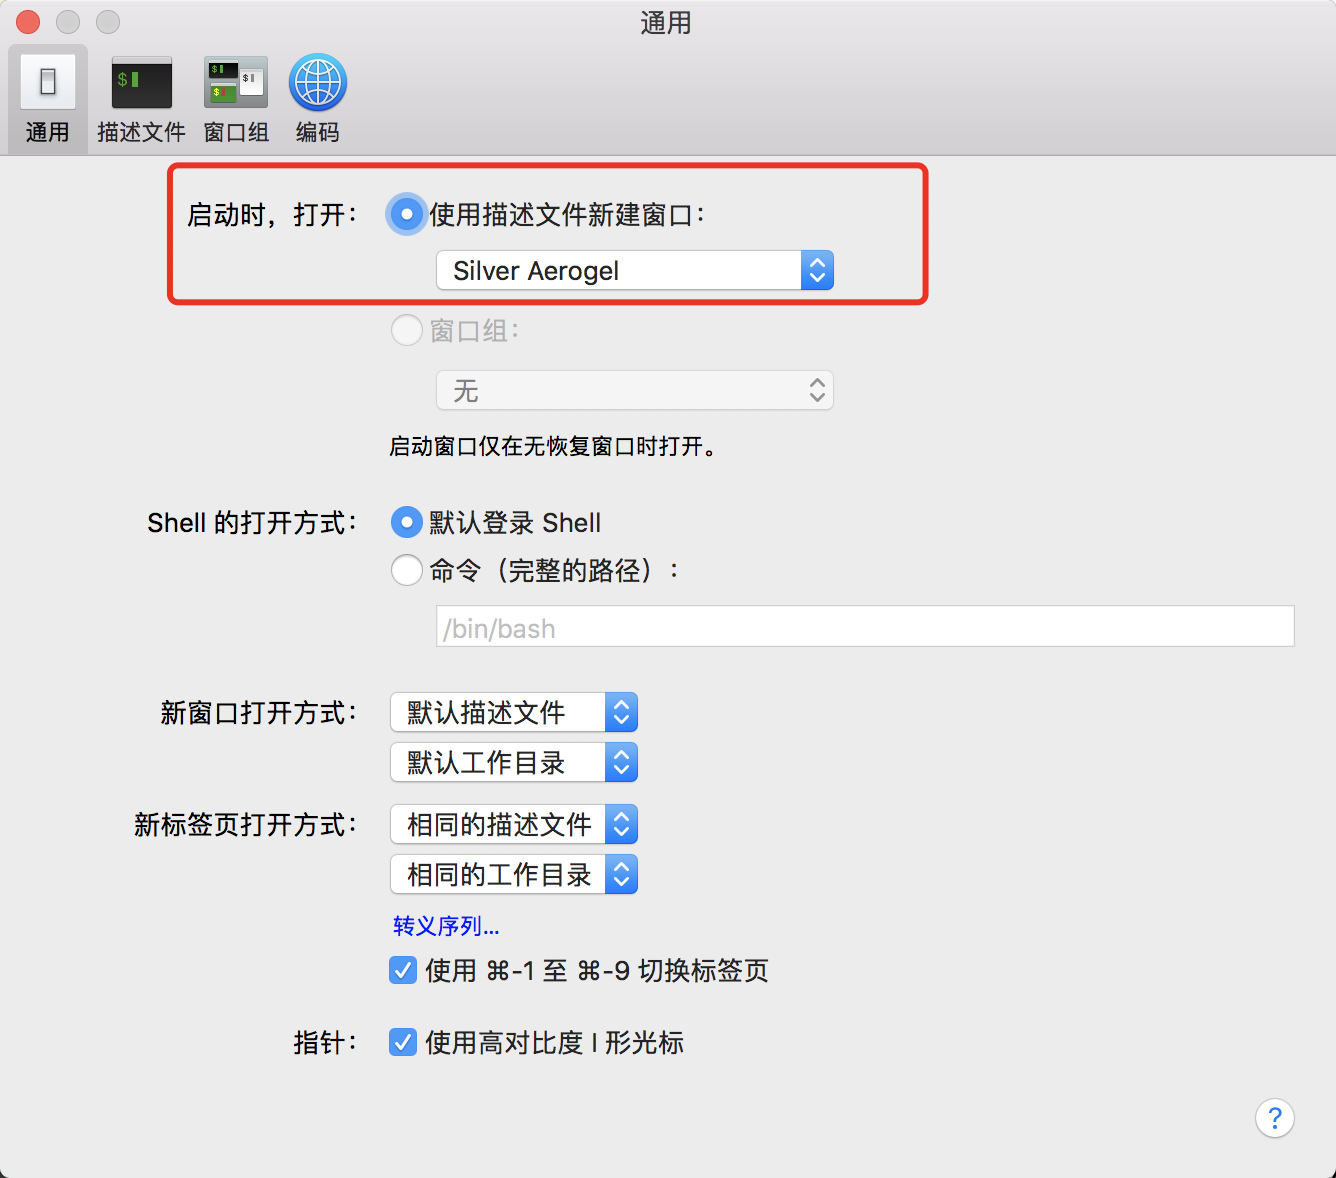 通用
通用
描述文件
窗口组
编码
启动时，打开：
使用描述文件新建窗口：
Silver Aerogel
窗口组：
无
启动窗口仅在无恢复窗口时打开。
Shell 的打开方式：
默认登录 Shell
命令（完整的路径）：
/bin/bash
新窗口打开方式：
默认描述文件
默认工作目录
新标签页打开方式：
相同的描述文件
相同的工作目录
转义序列...
使用 ⌘-1 至 ⌘-9 切换标签页
指针：
使用高对比度 I 形光标
?